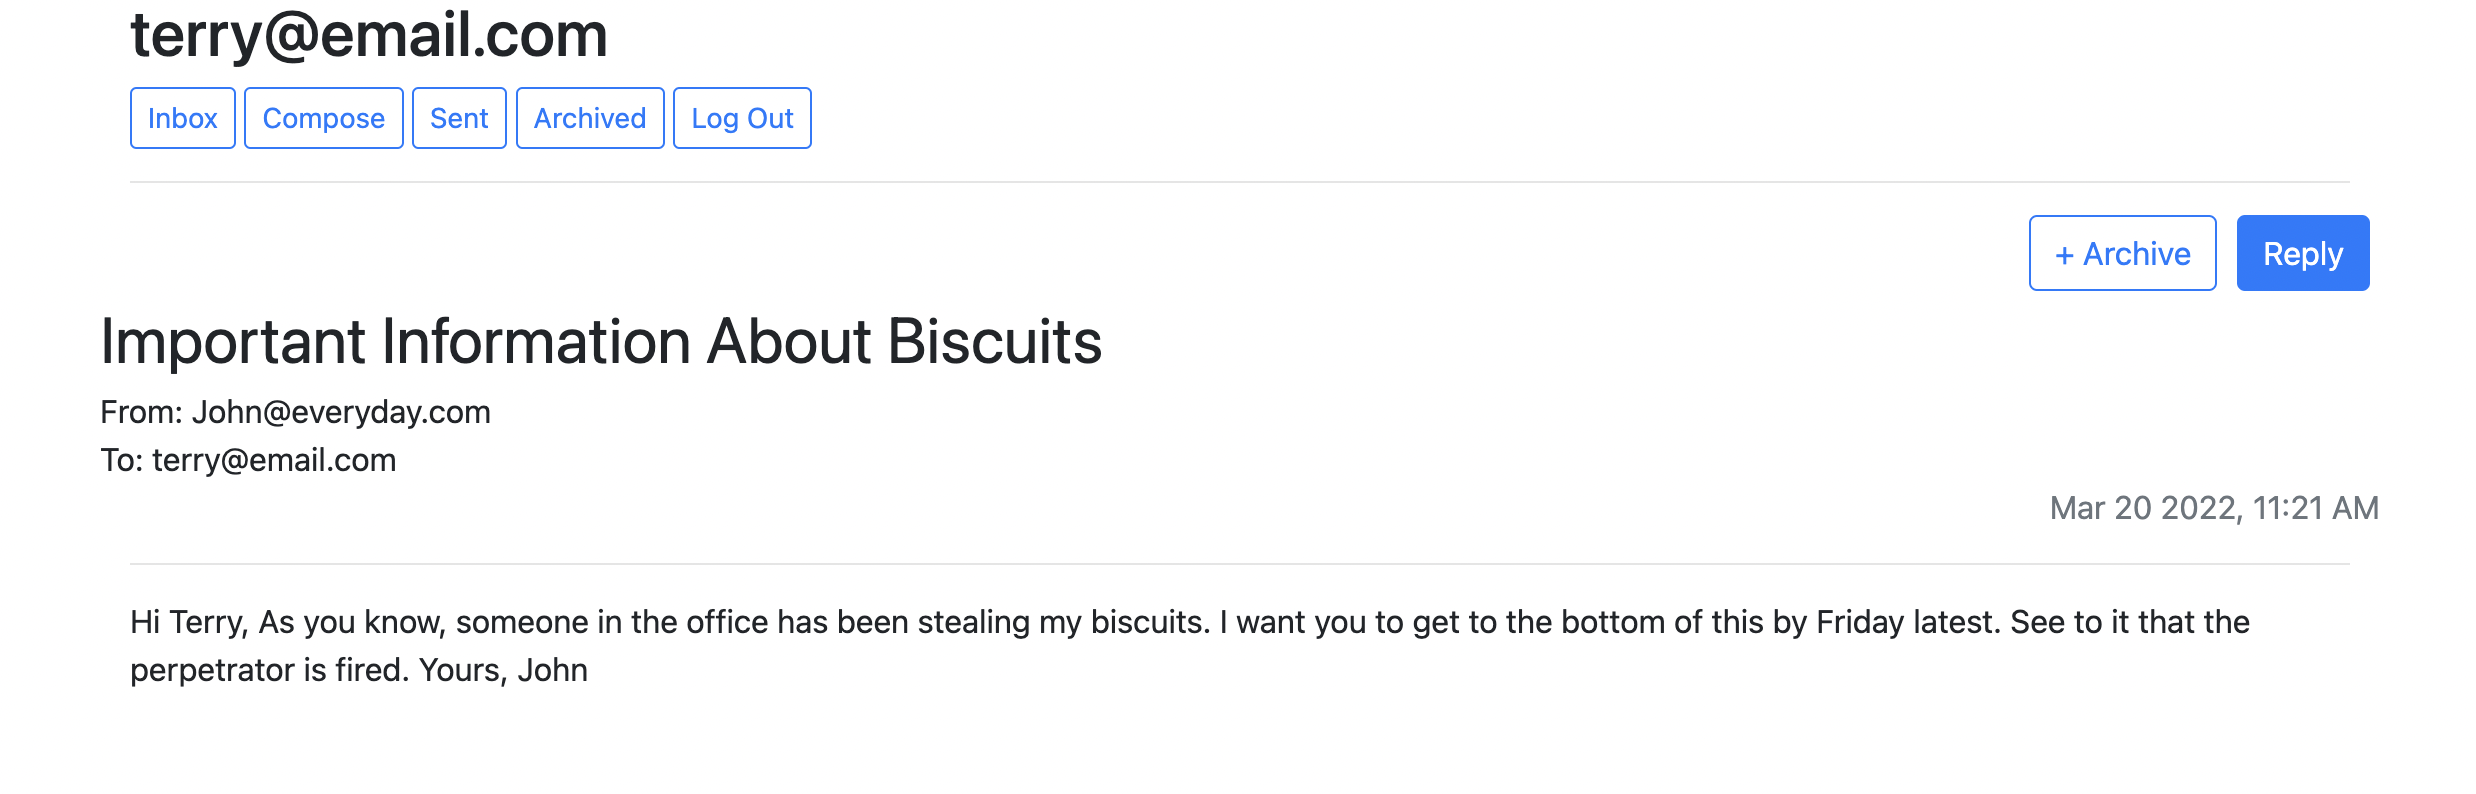 terry@email.com
Inbox Compose Sent Archived Log Out
+ Archive Reply
Important Information About Biscuits
From: John@everyday.com
To: terry@email.com
Mar 20 2022, 11:21 AM
Hi Terry, As you know, someone in the office has been stealing my biscuits. I want you to get to the bottom of this by Friday latest. See to it that the
perpetrator is fired. Yours, John